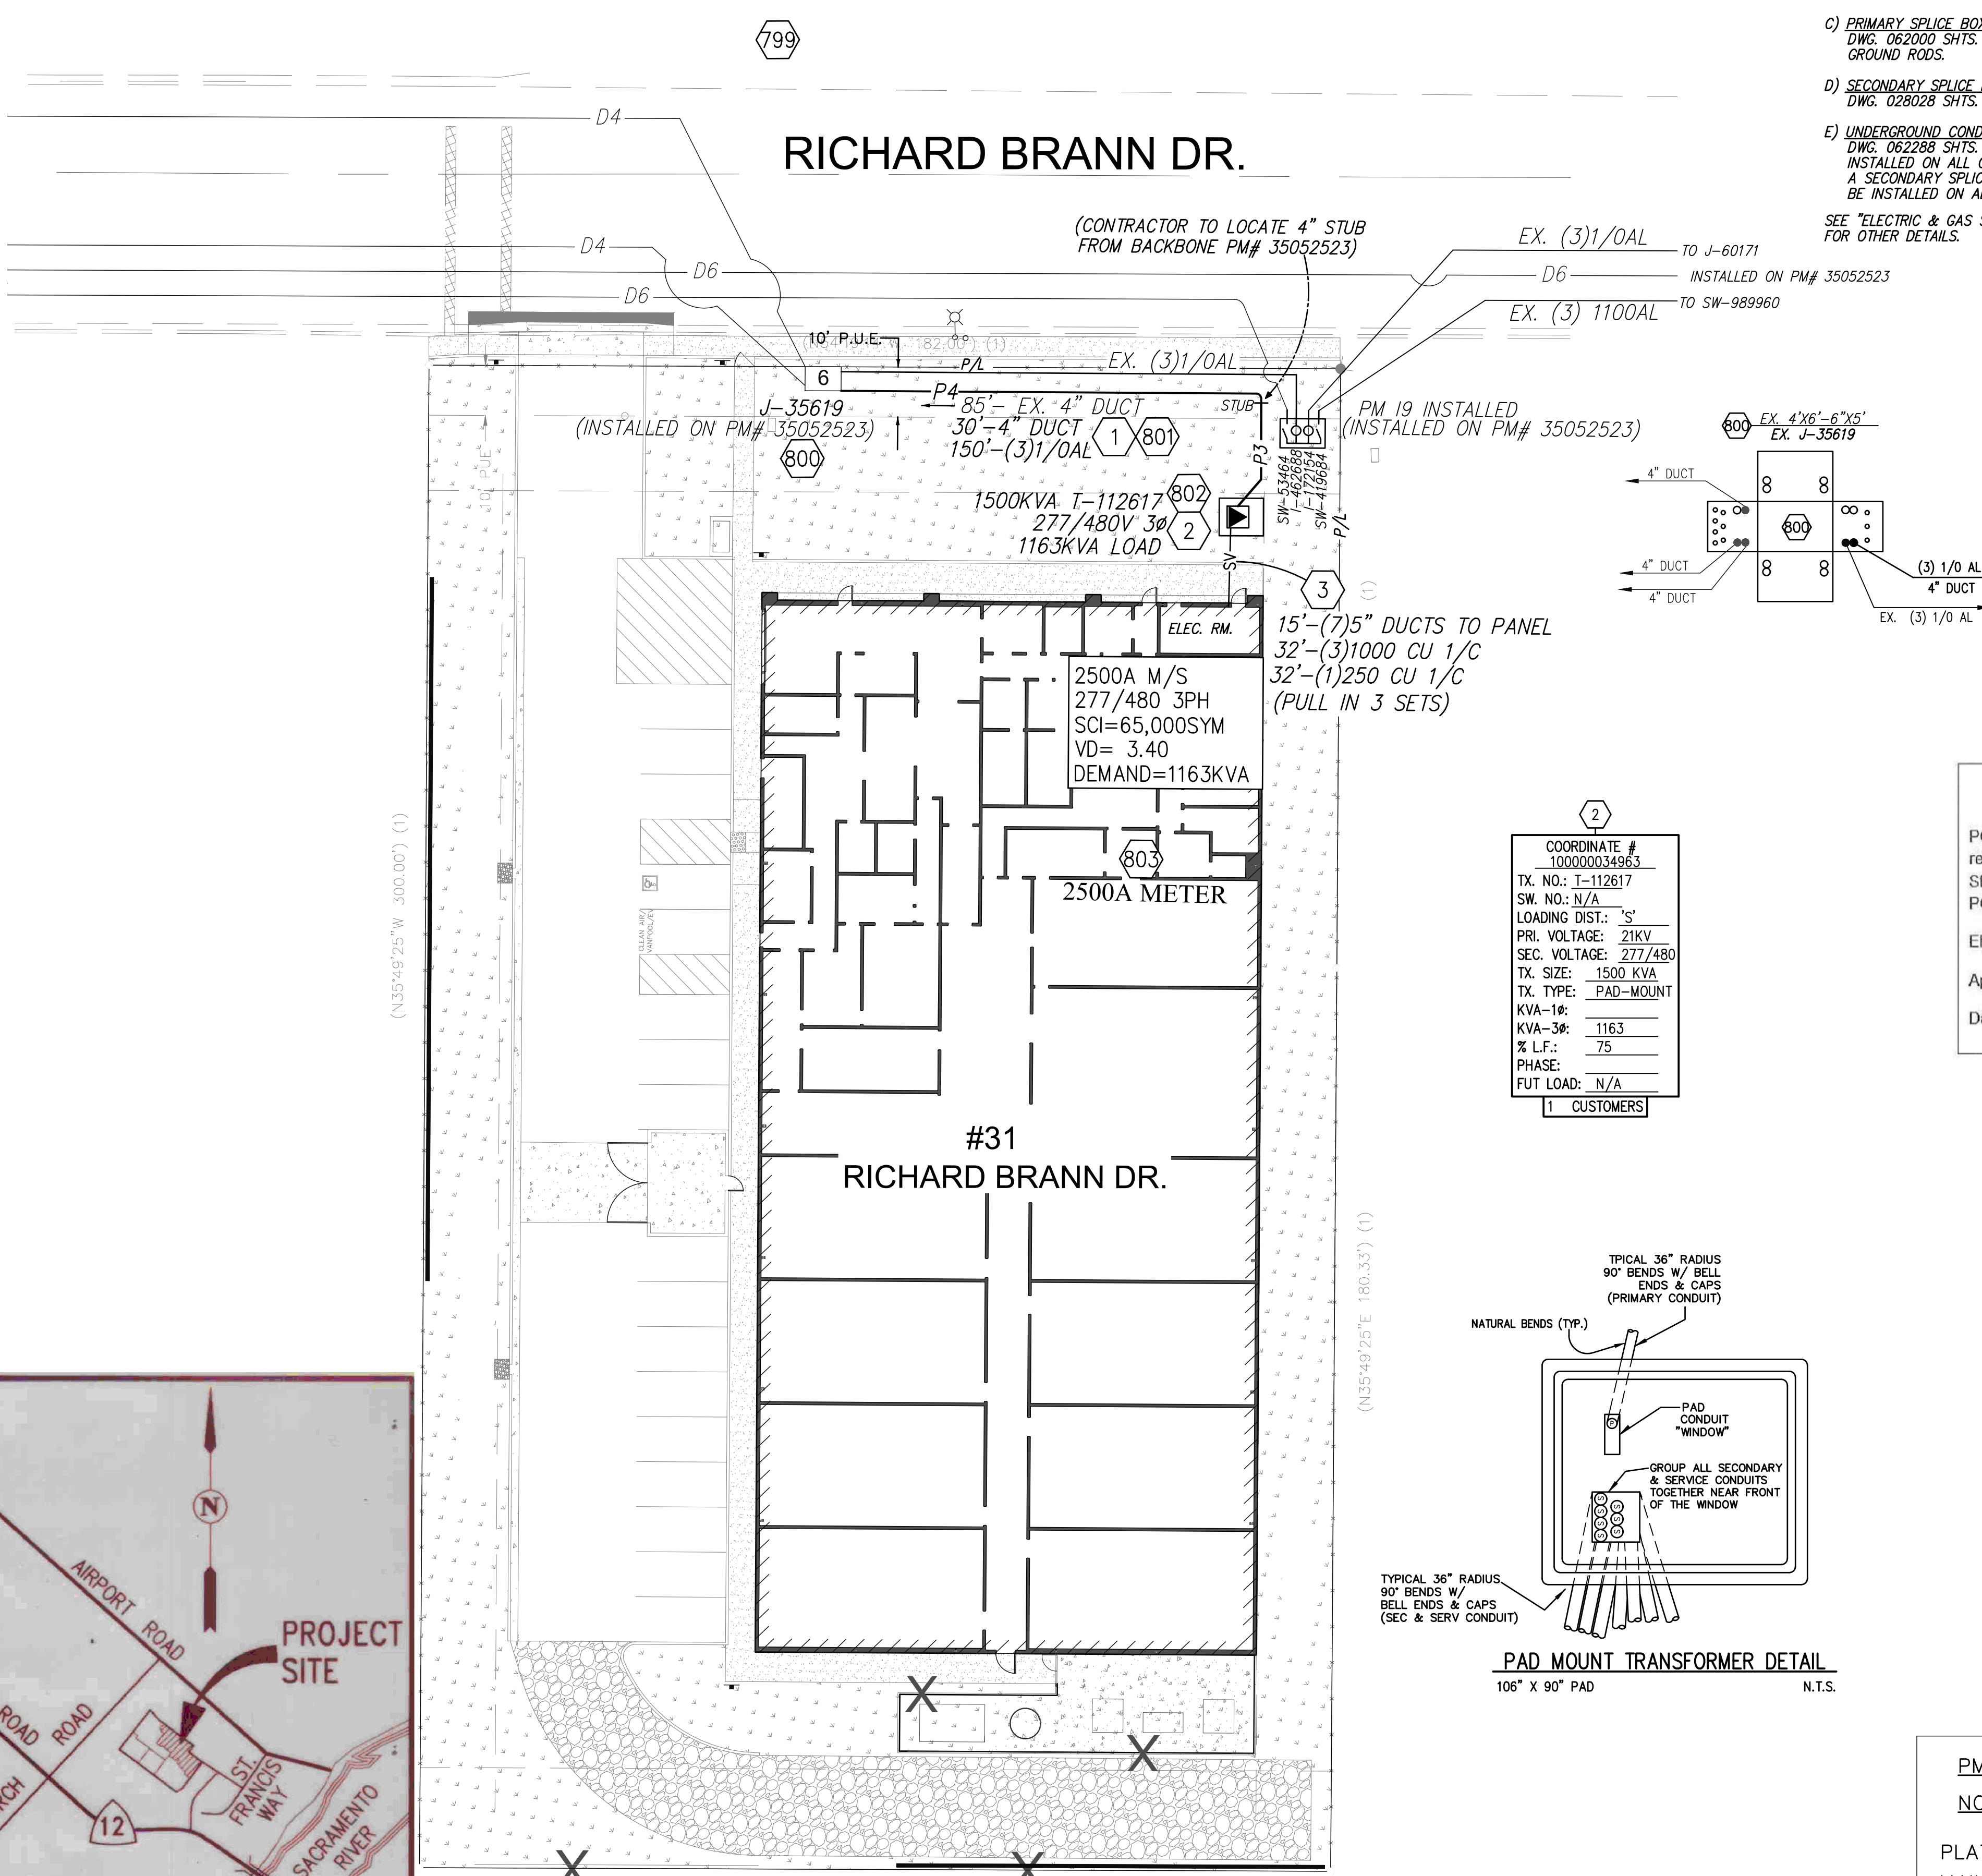 799
C) PRIMARY SPLICE
DWG. 062000 SHTS.
GROUND RODS.
D) SECONDARY SPLICE
DWG. 028028 SHTS.
E) UNDERGROUND
DWG. 062288 SHTS.
INSTALLED ON ALL
A SECONDARY
BE INSTALLED ON
SEE "ELECTRIC & GAS
FOR OTHER DETAILS.
D4
RICHARD BRANN DR.
(CONTRACTOR TO LOCATE 4" STUB
FROM BACKBONE PM# 35052523)
D4
D6
D6
EX. (3)1/0AL
TO J-60171
D6
INSTALLED ON PM# 35052523
EX. (3) 1100AL
TO SW-989960
10' P.U.E.
182.00') (1)
P/L
EX. (3)1/0AL
6
P4
J-35619
(INSTALLED ON PM# 35052523)
800
85'- EX. 4" DUCT
30'-4" DUCT
150'-(3)1/0AL
1
801
STUB
P3
PM 19 INSTALLED
(INSTALLED ON PM# 35052523)
SW-53464
I-462688
I-172154
SW-419684
P/L
10' PUE
1500KVA T-112617
277/480V 3ø
1163KVA LOAD
802
2
SV
3
(1)
15'-(7)5" DUCTS TO PANEL
32'-(3)1000 CU 1/C
32'-(1)250 CU 1/C
(PULL IN 3 SETS)
ELEC. RM.
2500A M/S
277/480 3PH
SCI=65,000SYM
VD= 3.40
DEMAND=1163KVA
803
2500A METER
800
EX. 4'X6'-6"X5'
EX. J-35619
4" DUCT
800
4" DUCT
4" DUCT
(3) 1/0 AL
4" DUCT
EX. (3) 1/0 AL
(N35°49'25"W 300.00') (1)
CLEAN AIR/
VANPOOL/EV
2
COORDINATE #
100000034963
TX. NO.: T-112617
SW. NO.: N/A
LOADING DIST.: 'S'
PRI. VOLTAGE: 21KV
SEC. VOLTAGE: 277/480
TX. SIZE: 1500 KVA
TX. TYPE: PAD-MOUNT
KVA-1ø:
KVA-3ø: 1163
% L.F.: 75
PHASE:
FUT LOAD: N/A
1 CUSTOMERS
#31
RICHARD BRANN DR.
(N35°49'25"E 180.33') (1)
TPICAL 36" RADIUS
90° BENDS W/ BELL
ENDS & CAPS
(PRIMARY CONDUIT)
NATURAL BENDS (TYP.)
PAD
CONDUIT
"WINDOW"
P
GROUP ALL SECONDARY
& SERVICE CONDUITS
TOGETHER NEAR FRONT
OF THE WINDOW
S S S S S S S
TYPICAL 36" RADIUS
90° BENDS W/
BELL ENDS & CAPS
(SEC & SERV CONDUIT)
PAD MOUNT TRANSFORMER DETAIL
106" X 90" PAD
N.T.S.
N
AIRPORT ROAD
PROJECT
SITE
ROAD
ROAD
ST.
FRANCIS
WAY
12
SACRAMENTO
RIVER
X
X
X
X